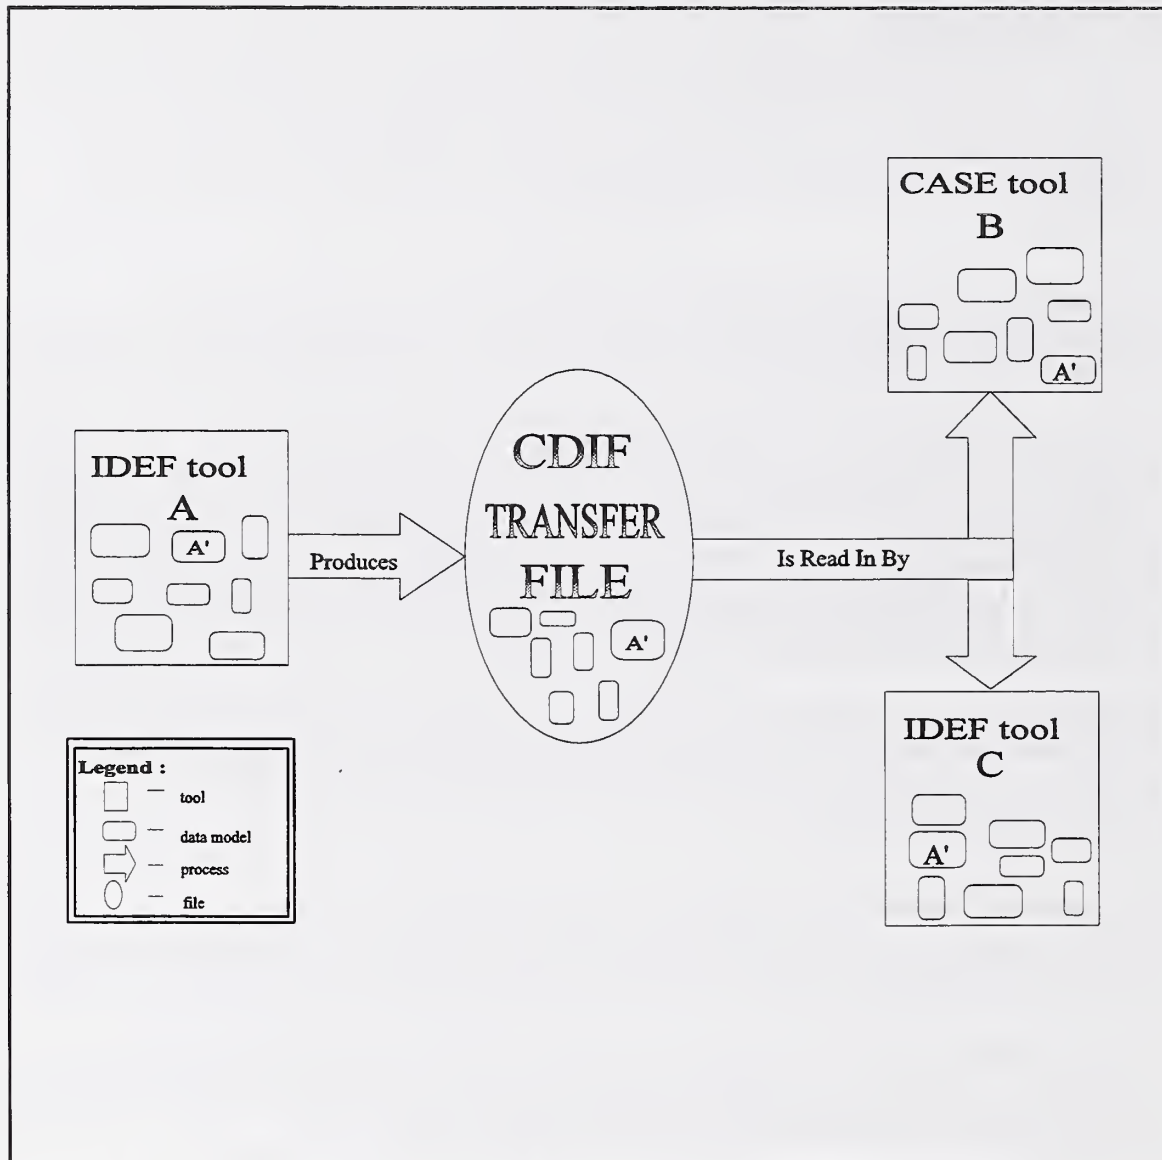 CASE tool
B
A'
IDEF tool
A
A'
Produces
CDIF
TRANSFER
FILE
A'
Is Read In By
IDEF tool
C
A'
Legend :
— tool
— data model
— process
— file